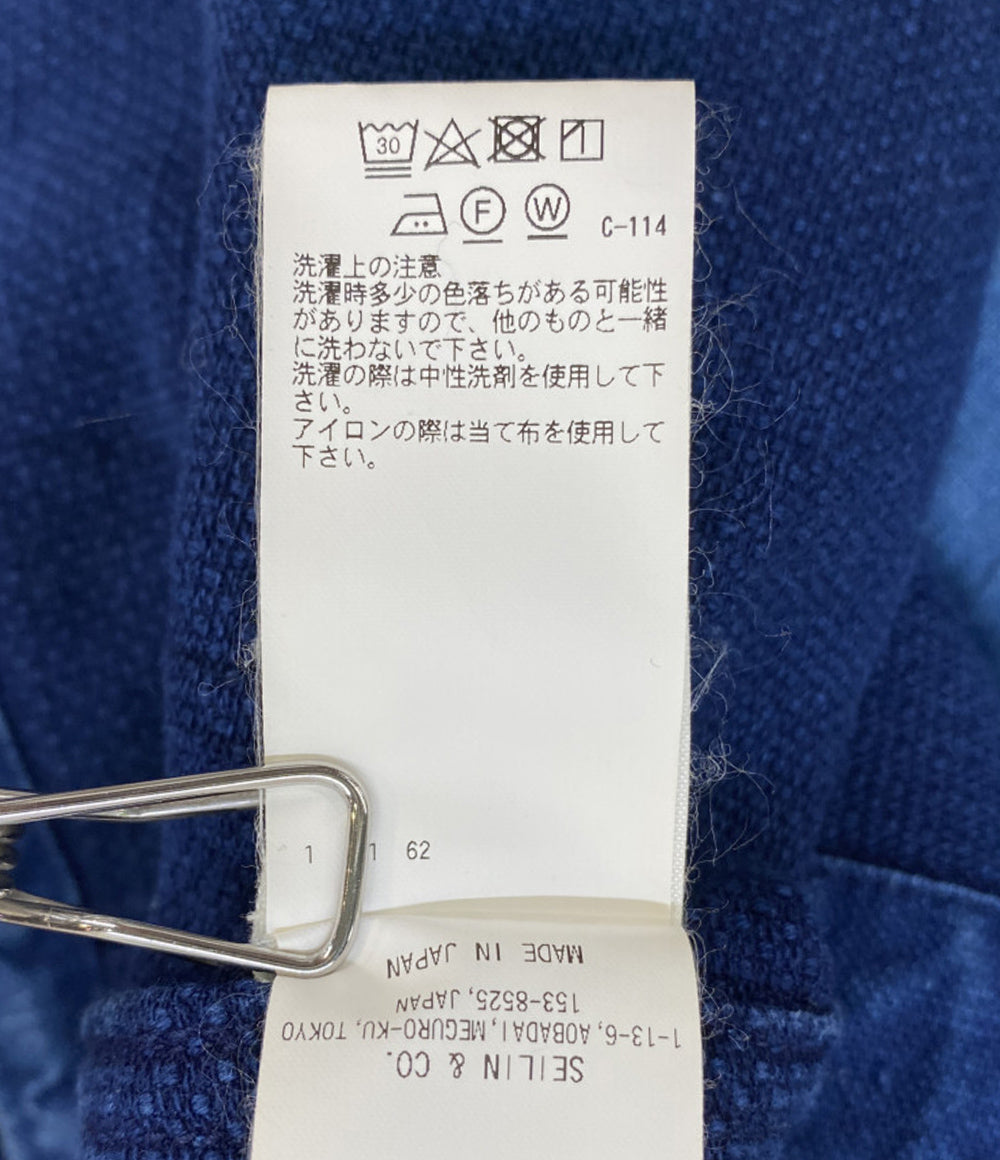 30
F W C-114
洗濯上の注意
洗濯時多少の色落ちがある可能性
がありますので、他のものと一緒
に洗わないで下さい。
洗濯の際は中性洗剤を使用して下
さい。
アイロンの際は当て布を使用して
下さい。
1 1 62
SEILIN & CO.
1-13-6, AOBADAI, MEGURO-KU, TOKYO
153-8525, JAPAN
MADE IN JAPAN